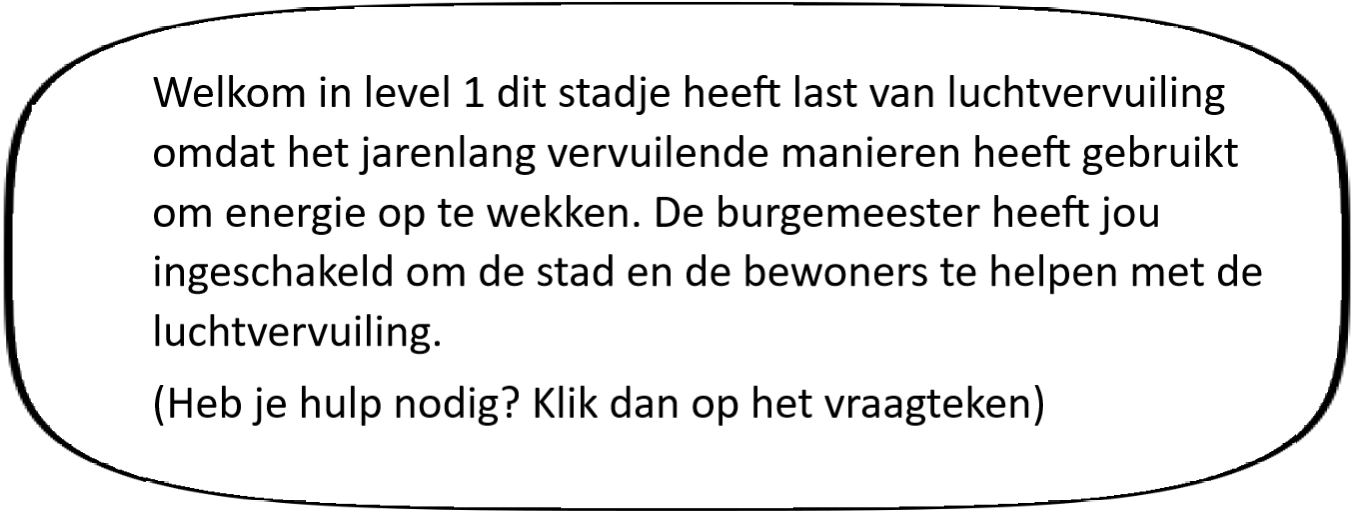 Welkom in level 1 dit stadje heeft last van luchtvervuiling
omdat het jarenlang vervuilende manieren heeft gebruikt
om energie op te wekken. De burgemeester heeft jou
ingeschakeld om de stad en de bewoners te helpen met de
luchtvervuiling.
(Heb je hulp nodig? Klik dan op het vraagteken)